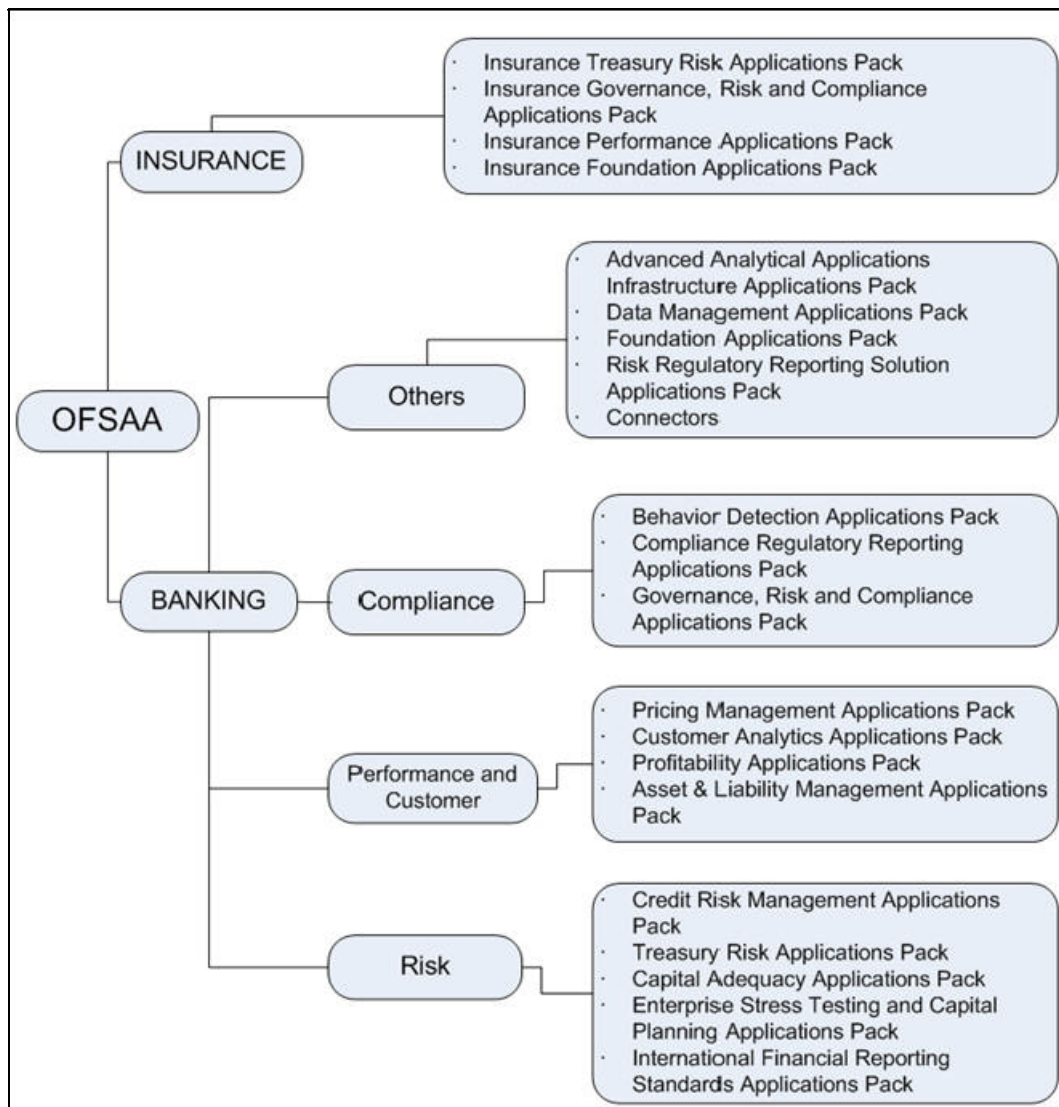 · Insurance Treasury Risk Applications Pack
· Insurance Governance, Risk and Compliance
Applications Pack
· Insurance Performance Applications Pack
· Insurance Foundation Applications Pack
INSURANCE
· Advanced Analytical Applications
Infrastructure Applications Pack
· Data Management Applications Pack
· Foundation Applications Pack
· Risk Regulatory Reporting Solution
Applications Pack
· Connectors
Others
OFSAA
· Behavior Detection Applications Pack
· Compliance Regulatory Reporting
Applications Pack
· Governance, Risk and Compliance
Applications Pack
BANKING
Compliance
· Pricing Management Applications Pack
· Customer Analytics Applications Pack
· Profitability Applications Pack
· Asset & Liability Management Applications
Pack
Performance and
Customer
· Credit Risk Management Applications
Pack
· Treasury Risk Applications Pack
· Capital Adequacy Applications Pack
· Enterprise Stress Testing and Capital
Planning Applications Pack
· International Financial Reporting
Standards Applications Pack
Risk